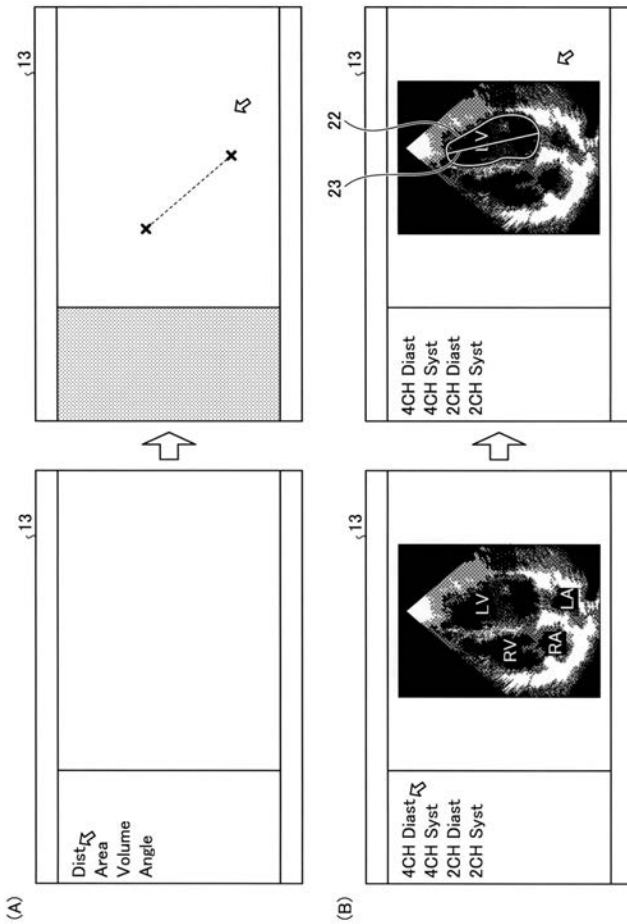 (A)
13
Dist
Area
Volume
Angle
13
(B)
13
4CH Diast
4CH Syst
2CH Diast
2CH Syst
RV
LV
RA
LA
13
4CH Diast
4CH Syst
2CH Diast
2CH Syst
23
22
LV